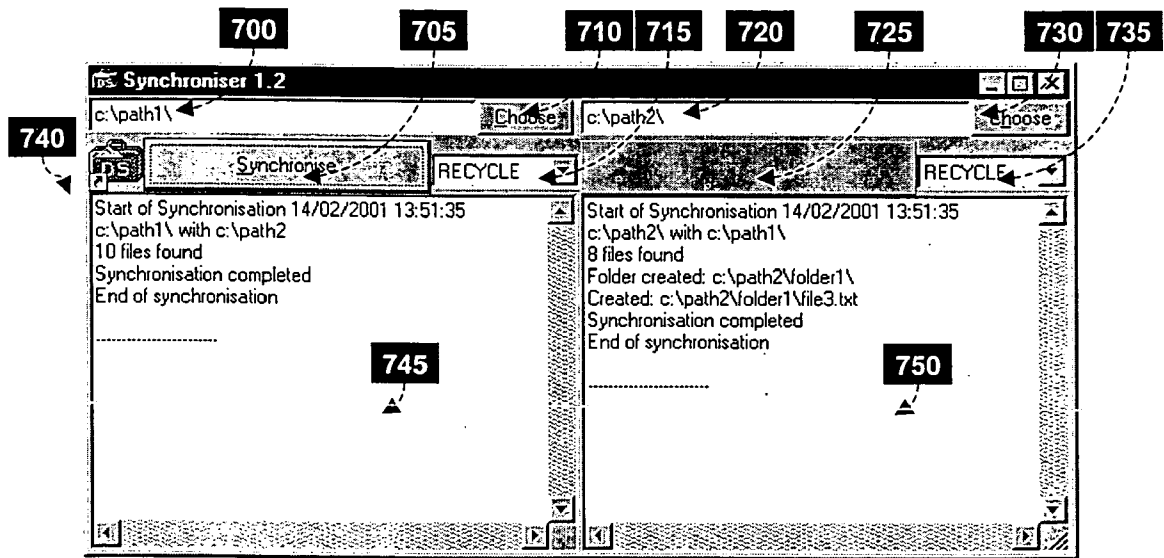 700 705 710 715 720 725 730 735
Synchroniser 1.2
c:\path1\ Choose c:\path2\ Choose
740
DS Synchronise RECYCLE RECYCLE
Start of Synchronisation 14/02/2001 13:51:35
c:\path1\ with c:\path2
10 files found
Synchronisation completed
End of synchronisation
--------------------
745
Start of Synchronisation 14/02/2001 13:51:35
c:\path2\ with c:\path1\
8 files found
Folder created: c:\path2\folder1\
Created: c:\path2\folder1\file3.txt
Synchronisation completed
End of synchronisation
--------------------
750